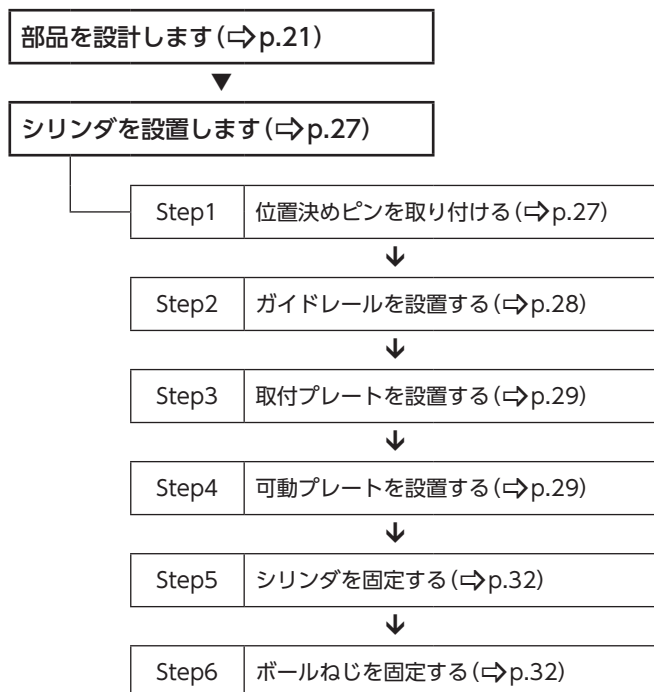 部品を設計します(⇨p.21)
▼
シリンダを設置します(⇨p.27)
Step1 位置決めピンを取り付ける(⇨p.27)
↓
Step2 ガイドレールを設置する(⇨p.28)
↓
Step3 取付プレートを設置する(⇨p.29)
↓
Step4 可動プレートを設置する(⇨p.29)
↓
Step5 シリンダを固定する(⇨p.32)
↓
Step6 ボールねじを固定する(⇨p.32)